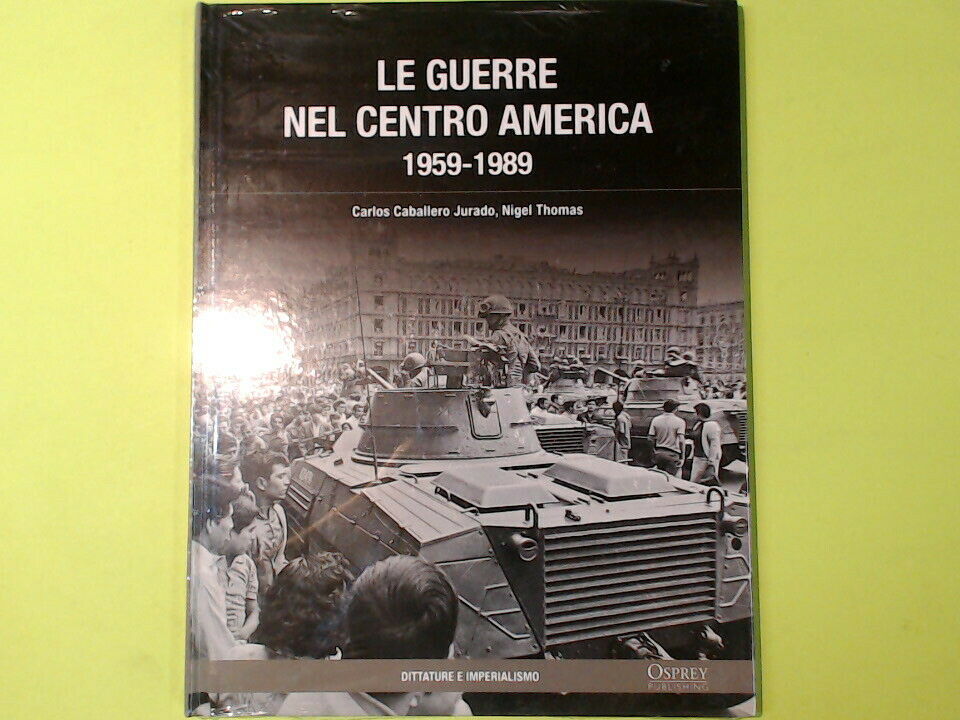 LE GUERRE
NEL CENTRO AMERICA
1959-1989
Carlos Caballero Jurado, Nigel Thomas
DITTATURE E IMPERIALISMO
OSPREY
PUBLISHING